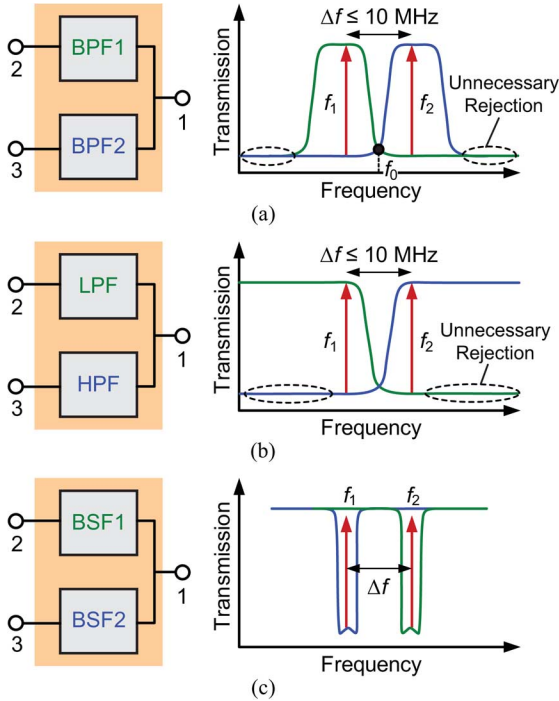 BPF1
2
BPF2
3
1
Transmission
Δf ≤ 10 MHz
f1
f2
Unnecessary
Rejection
f0
Frequency
(a)
LPF
2
HPF
3
1
Transmission
Δf ≤ 10 MHz
f1
f2
Unnecessary
Rejection
Frequency
(b)
BSF1
2
BSF2
3
1
Transmission
f1
f2
Δf
Frequency
(c)